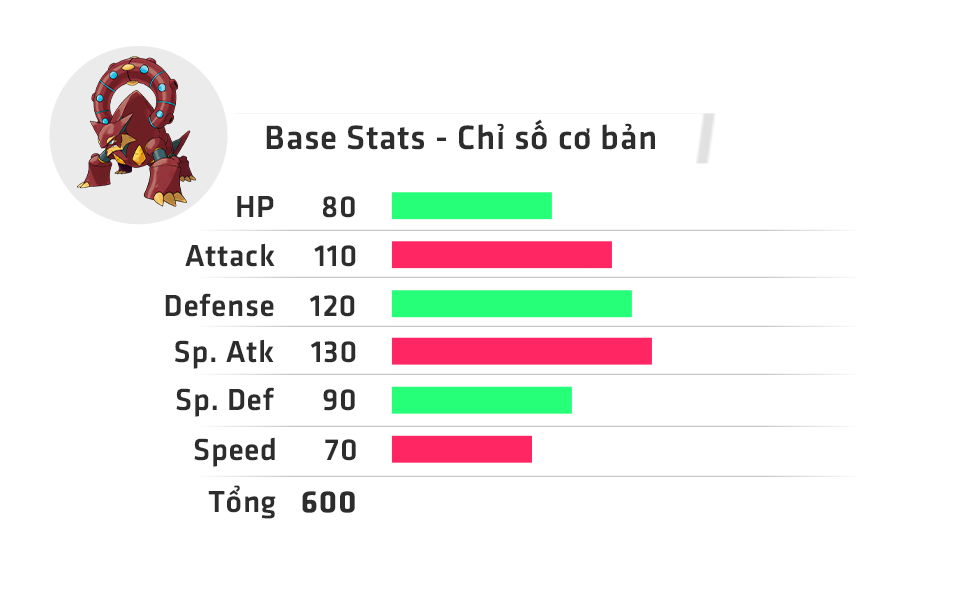 Base Stats - Chỉ số cơ bản
HP 80
Attack 110
Defense 120
Sp. Atk 130
Sp. Def 90
Speed 70
Tổng 600